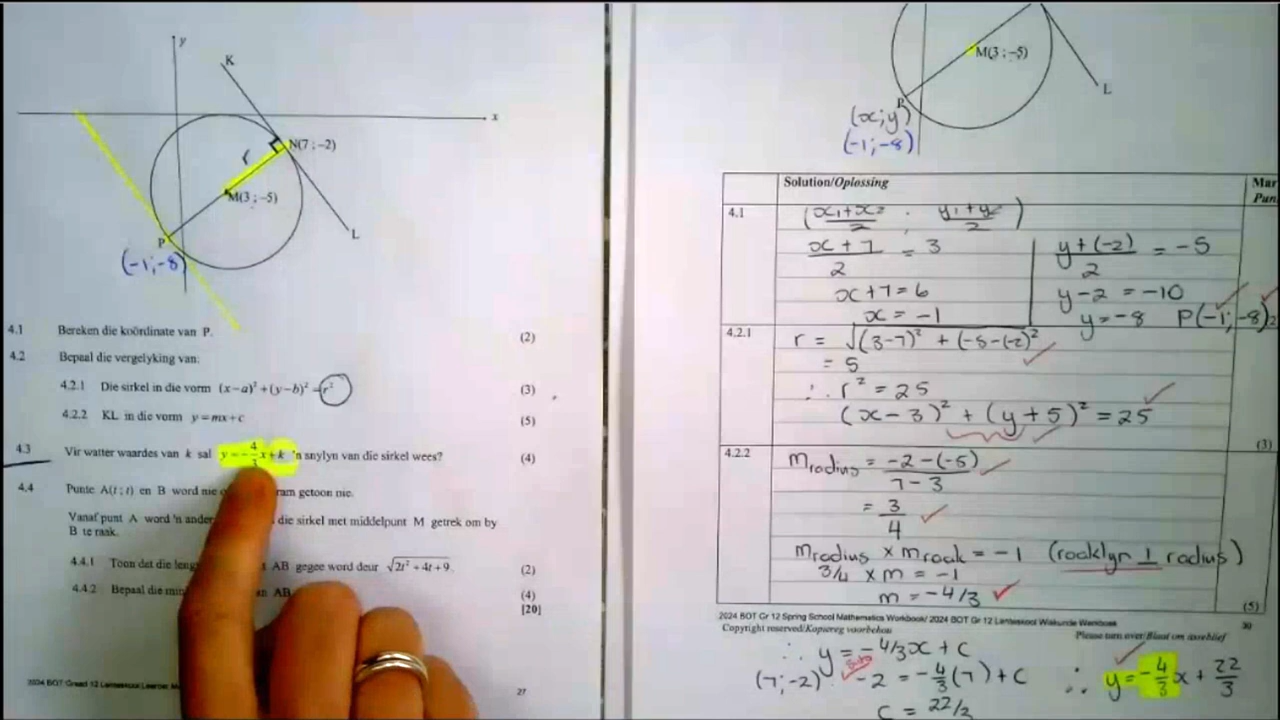 y
K
x
N(7 ; –2)
r
M(3 ; –5)
P
L
(-1;-8)
4.1 Bereken die koördinate van P. (2)
4.2 Bepaal die vergelyking van:
4.2.1 Die sirkel in die vorm (x–a)² + (y–b)² = r² (3)
4.2.2 KL in die vorm y = mx + c (5)
4.3 Vir watter waardes van k sal y = –4/3 x + k 'n snylyn van die sirkel wees? (4)
4.4 Punte A(t ; t) en B word nie ram getoon nie.
Vanaf punt A word 'n ander die sirkel met middelpunt M getrek om by
B te raak.
4.4.1 Toon dat die leng AB gegee word deur √2t² + 4t + 9. (2)
4.4.2 Bepaal die min an AB. (4)
[20]
27
M(3 ; –5)
P
L
(x;y)
(-1;-8)
Solution/Oplossing
4.1 (x₁+x₂/2 ; y₁+y₂/2)
x + 7/2 = 3 y+(-2)/2 = -5
x+7=6 y-2 = -10
x = -1 y=-8 P(-1;-8)
4.2.1 r = √(3-7)² + (-5-(-2)²
= 5
∴ r² = 25
(x-3)² + (y+5)² = 25
(3)
4.2.2 m radius = -2-(-5)/7-3
= 3/4
m radius x m raak = -1 (raaklyn ⊥ radius)
3/4 x m = -1
m = -4/3
(5)
2024 BOT Gr 12 Spring School Mathematics Workbook/ 2024 BOT Gr 12 Lenteskool Wiskunde Werkboek 30
Copyright reserved/Kopiereg voorbehou Please turn over/Blaai om asseblief
∴ y = -4/3x + c
(7;-2) -2 = -4/3(7) + c ∴ y = -4/3x + 22/3
c = 22/3